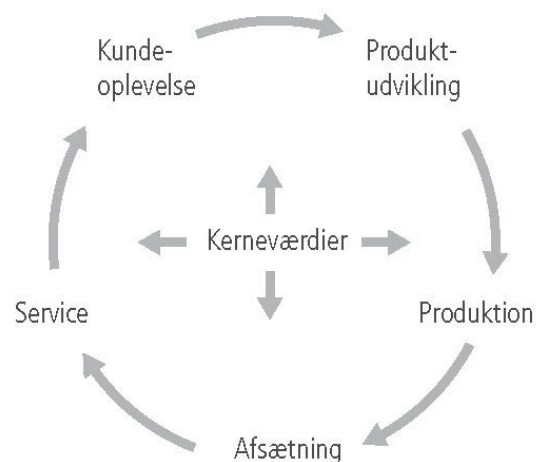 Kunde-
oplevelse
Produkt-
udvikling
Kerneværdier
Service
Produktion
Afsætning